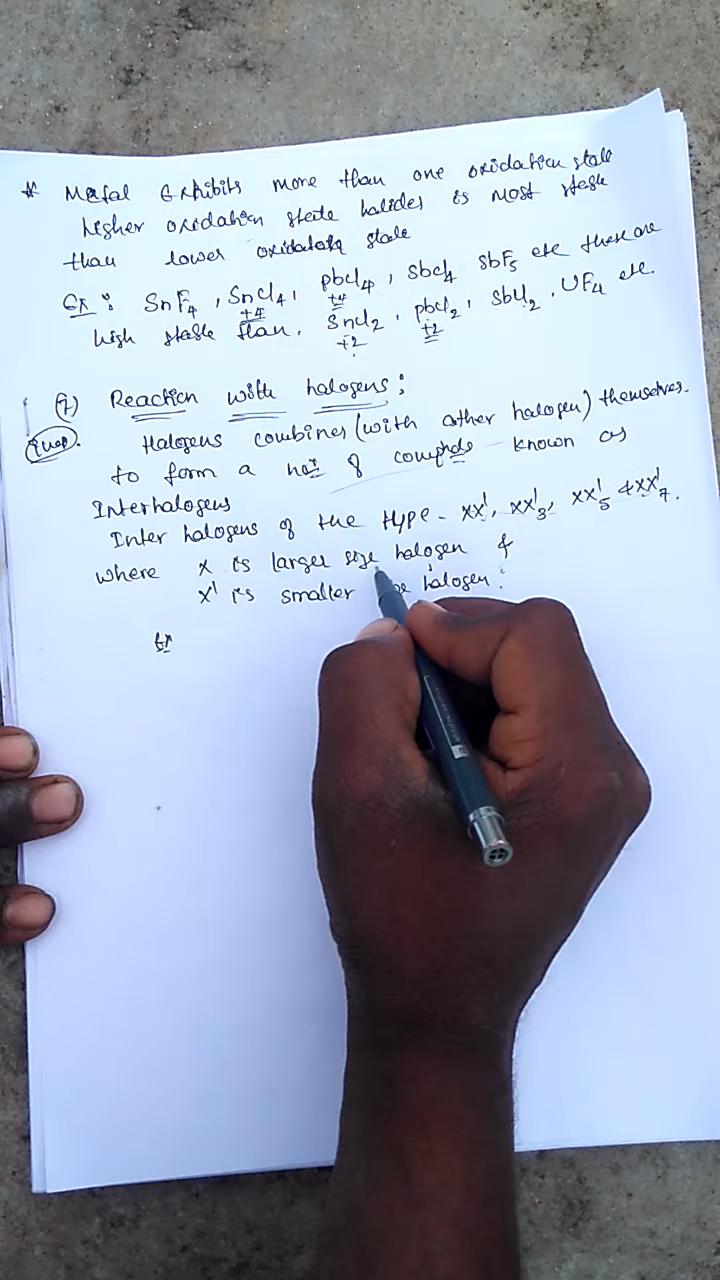 * Metal Exhibits more than one oxidation state
higher oxidation state halides is most stable
than lower oxidation state
Ex: SnF4, SnCl4, pbcl4, sbcl4 SbF5 etc these are
+4 +4
high stable than. SnCl2, pbcl2, SbCl2, UF4 etc.
+2 +2
(7) Reaction with halogens:
(imp). Halogens combines (with other halogen) themselves.
to form a no: of compnds known as
Interhalogens
Inter halogens of the type - XX', XX'3, XX'5 & XX'7.
where X is larger size halogen &
X' is smaller halogen:
Ex